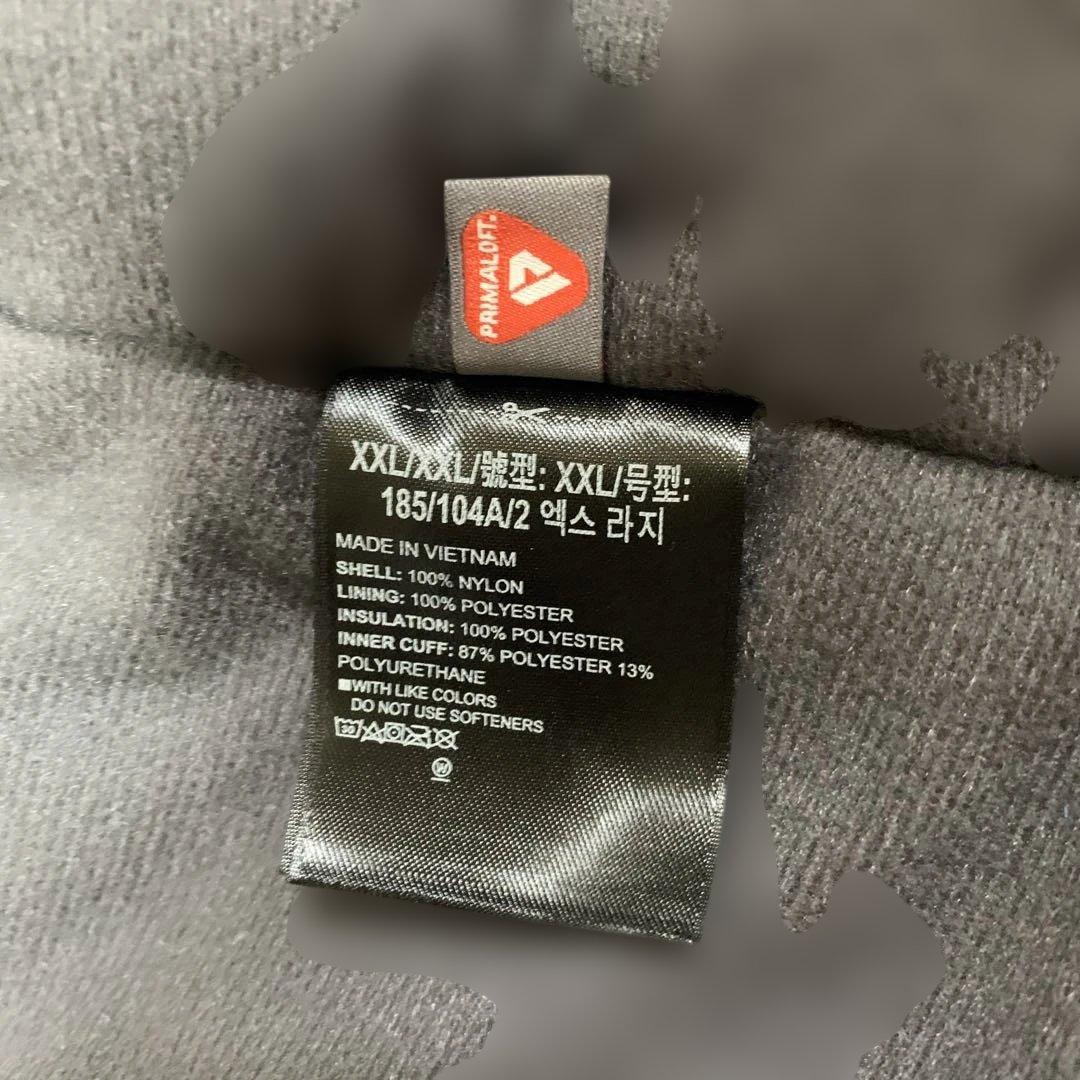 PRIMALOFT
XXL/XXL/號型: XXL/号型:
185/104A/2 엑스 라지
MADE IN VIETNAM
SHELL: 100% NYLON
LINING: 100% POLYESTER
INSULATION: 100% POLYESTER
INNER CUFF: 87% POLYESTER 13%
POLYURETHANE
WITH LIKE COLORS
DO NOT USE SOFTENERS
30
W